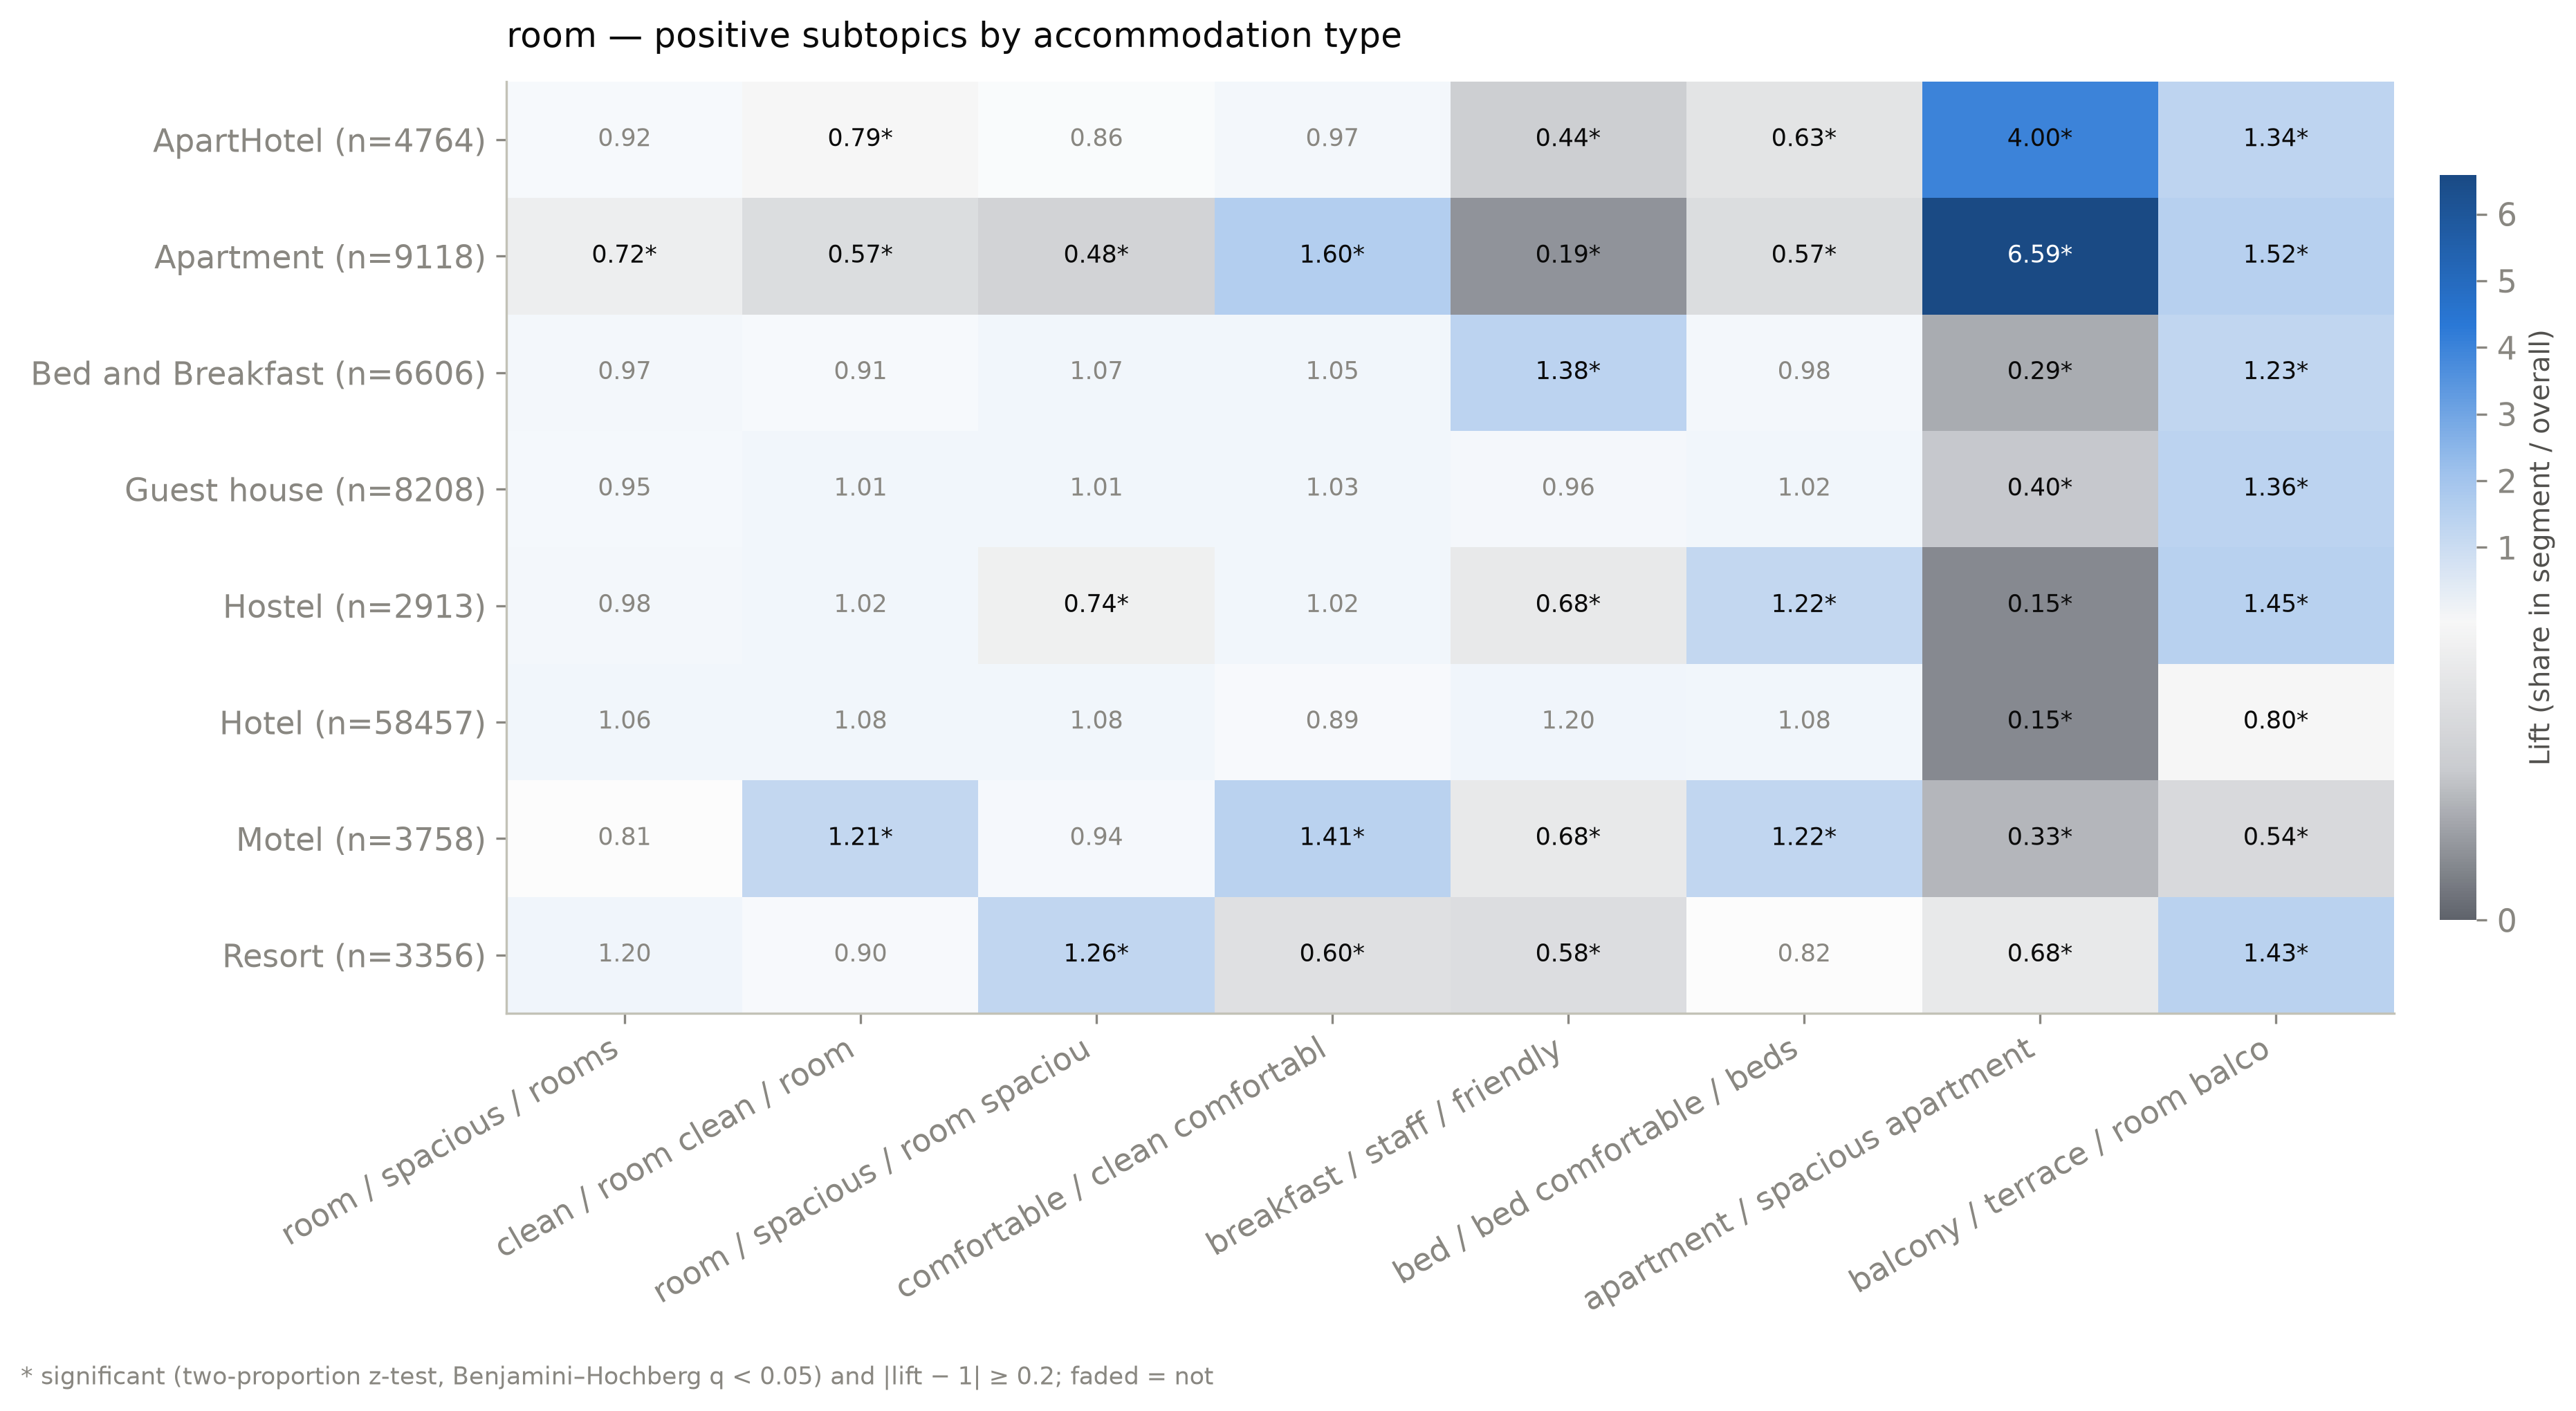 room — positive subtopics by accommodation type
ApartHotel (n=4764) 0.92 0.79* 0.86 0.97 0.44* 0.63* 4.00* 1.34*
Apartment (n=9118) 0.72* 0.57* 0.48* 1.60* 0.19* 0.57* 6.59* 1.52*
Bed and Breakfast (n=6606) 0.97 0.91 1.07 1.05 1.38* 0.98 0.29* 1.23*
Guest house (n=8208) 0.95 1.01 1.01 1.03 0.96 1.02 0.40* 1.36*
Hostel (n=2913) 0.98 1.02 0.74* 1.02 0.68* 1.22* 0.15* 1.45*
Hotel (n=58457) 1.06 1.08 1.08 0.89 1.20 1.08 0.15* 0.80*
Motel (n=3758) 0.81 1.21* 0.94 1.41* 0.68* 1.22* 0.33* 0.54*
Resort (n=3356) 1.20 0.90 1.26* 0.60* 0.58* 0.82 0.68* 1.43*
room / spacious / rooms
clean / room clean / room
room / spacious / room spaciou
comfortable / clean comfortabl
breakfast / staff / friendly
bed / bed comfortable / beds
apartment / spacious apartment
balcony / terrace / room balco
6
5
4
3
2
1
0
Lift (share in segment / overall)
* significant (two-proportion z-test, Benjamini–Hochberg q < 0.05) and |lift − 1| ≥ 0.2; faded = not